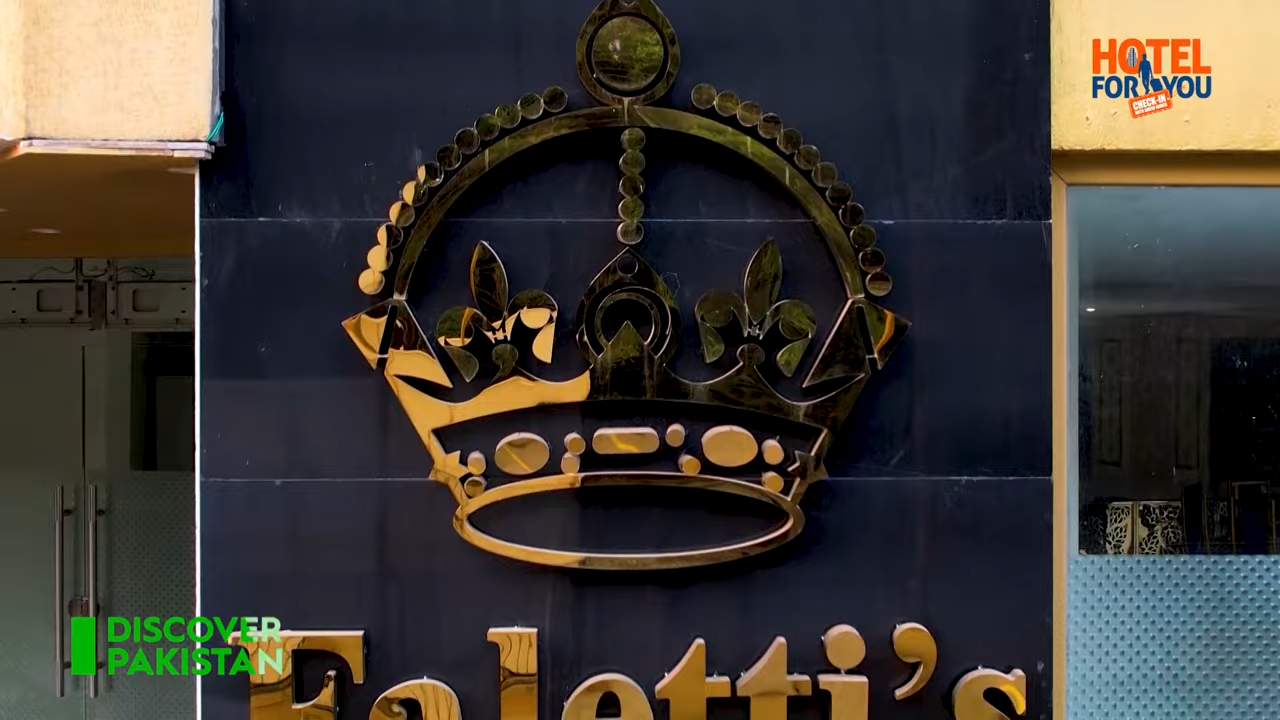 HOTEL
FOR YOU
CHECK-IN
DISCOVER
PAKISTAN
Faletti's